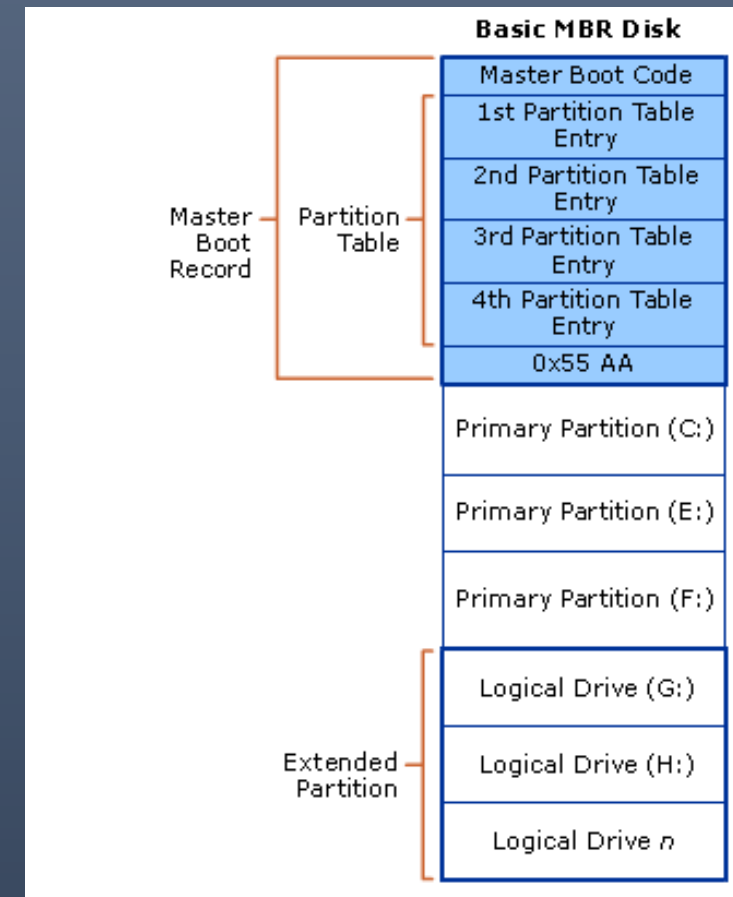 Basic MBR Disk
Master Boot Code
1st Partition Table
Entry
2nd Partition Table
Entry
3rd Partition Table
Entry
4th Partition Table
Entry
0x55 AA
Master
Boot
Record
Partition
Table
Primary Partition (C:)
Primary Partition (E:)
Primary Partition (F:)
Logical Drive (G:)
Logical Drive (H:)
Logical Drive n
Extended
Partition